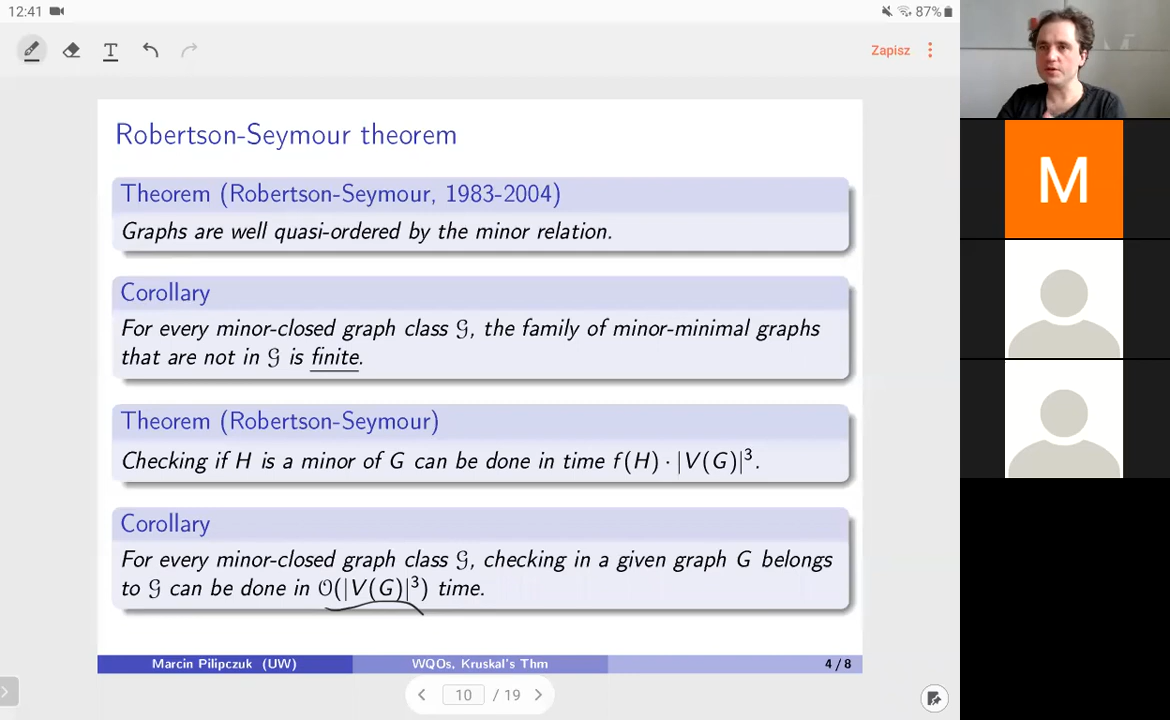 12:41
87%
T
Zapisz
Robertson-Seymour theorem
Theorem (Robertson-Seymour, 1983-2004)
Graphs are well quasi-ordered by the minor relation.
Corollary
For every minor-closed graph class 𝒢, the family of minor-minimal graphs
that are not in 𝒢 is finite.
Theorem (Robertson-Seymour)
Checking if H is a minor of G can be done in time f(H) · |V(G)|³.
Corollary
For every minor-closed graph class 𝒢, checking in a given graph G belongs
to 𝒢 can be done in 𝒪(|V(G)|³) time.
Marcin Pilipczuk (UW) WQOs, Kruskal's Thm 4 / 8
10 / 19
M